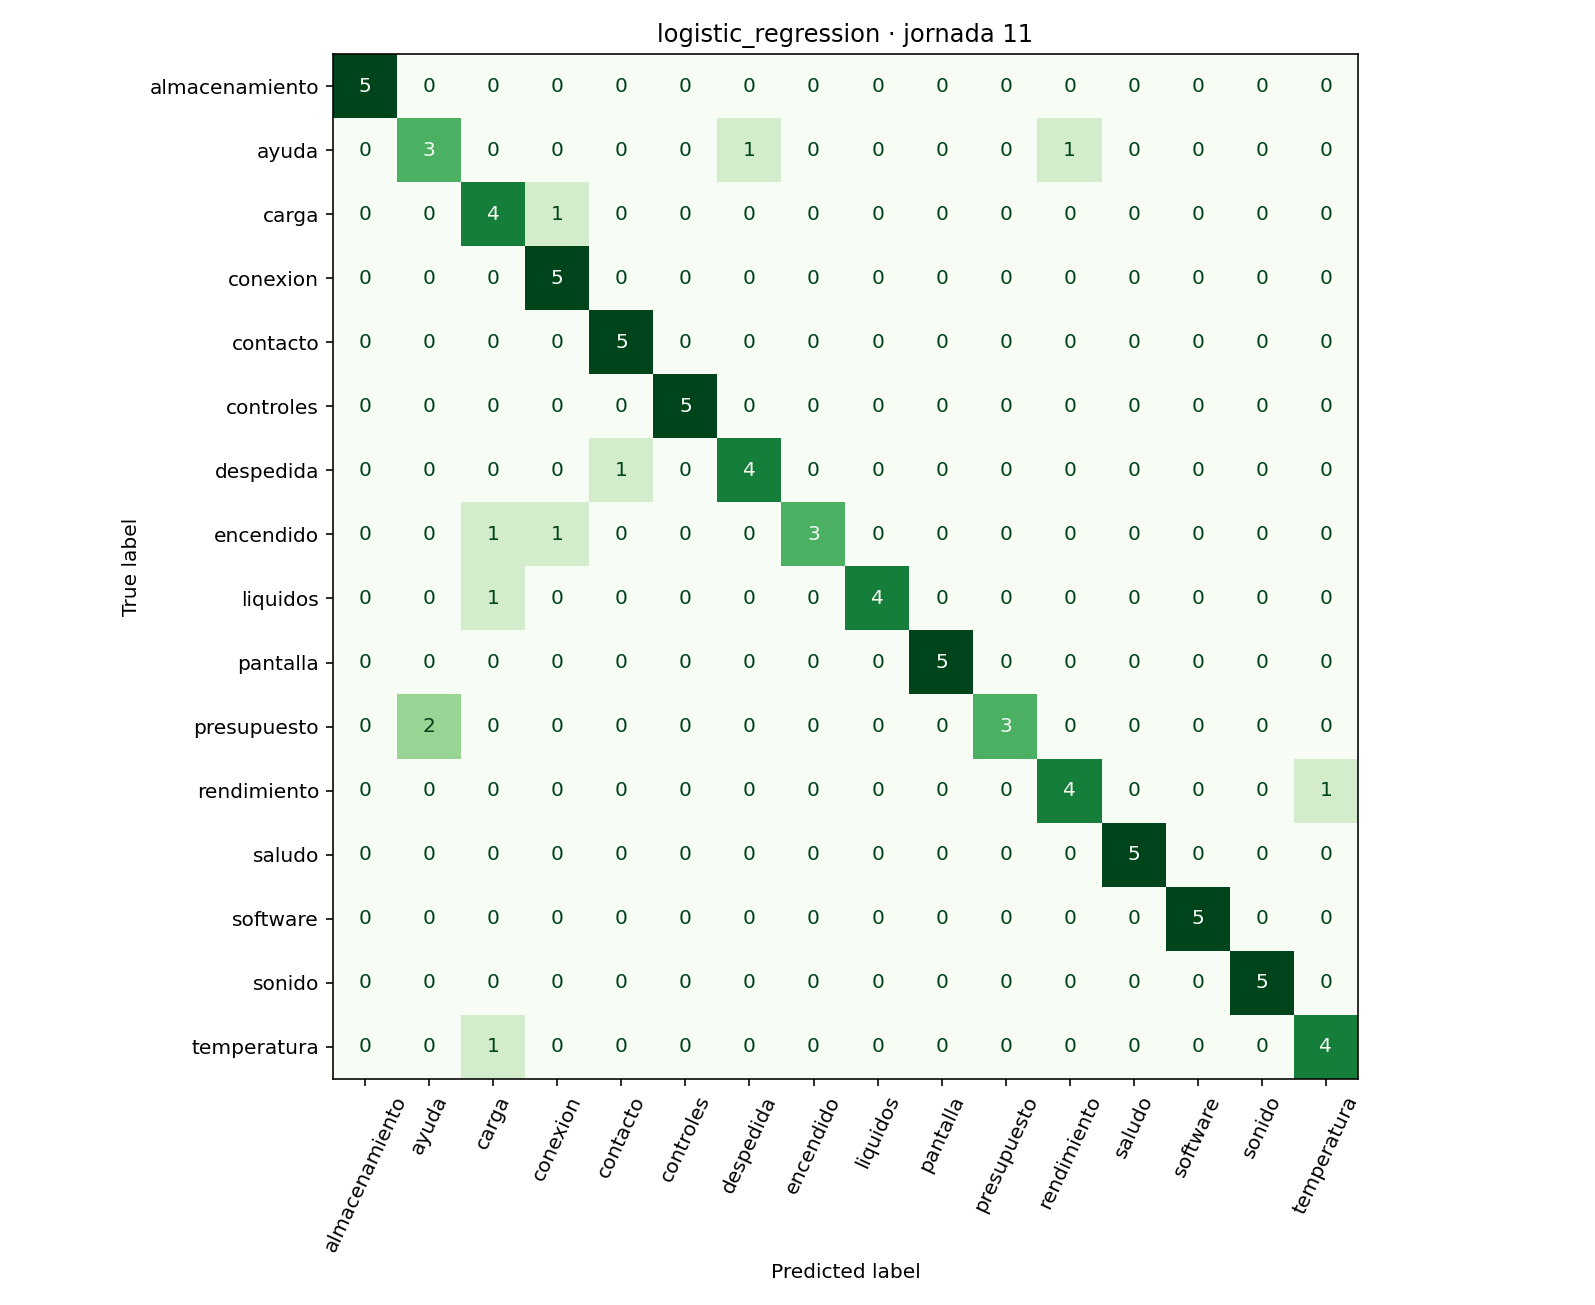 logistic_regression · jornada 11
almacenamiento 5 0 0 0 0 0 0 0 0 0 0 0 0 0 0 0
ayuda 0 3 0 0 0 0 1 0 0 0 0 1 0 0 0 0
carga 0 0 4 1 0 0 0 0 0 0 0 0 0 0 0 0
conexion 0 0 0 5 0 0 0 0 0 0 0 0 0 0 0 0
contacto 0 0 0 0 5 0 0 0 0 0 0 0 0 0 0 0
controles 0 0 0 0 0 5 0 0 0 0 0 0 0 0 0 0
despedida 0 0 0 0 1 0 4 0 0 0 0 0 0 0 0 0
encendido 0 0 1 1 0 0 0 3 0 0 0 0 0 0 0 0
liquidos 0 0 1 0 0 0 0 0 4 0 0 0 0 0 0 0
pantalla 0 0 0 0 0 0 0 0 0 5 0 0 0 0 0 0
presupuesto 0 2 0 0 0 0 0 0 0 0 3 0 0 0 0 0
rendimiento 0 0 0 0 0 0 0 0 0 0 0 4 0 0 0 1
saludo 0 0 0 0 0 0 0 0 0 0 0 0 5 0 0 0
software 0 0 0 0 0 0 0 0 0 0 0 0 0 5 0 0
sonido 0 0 0 0 0 0 0 0 0 0 0 0 0 0 5 0
temperatura 0 0 1 0 0 0 0 0 0 0 0 0 0 0 0 4
True label
almacenamiento ayuda carga conexion contacto controles despedida encendido liquidos pantalla presupuesto rendimiento saludo software sonido temperatura
Predicted label